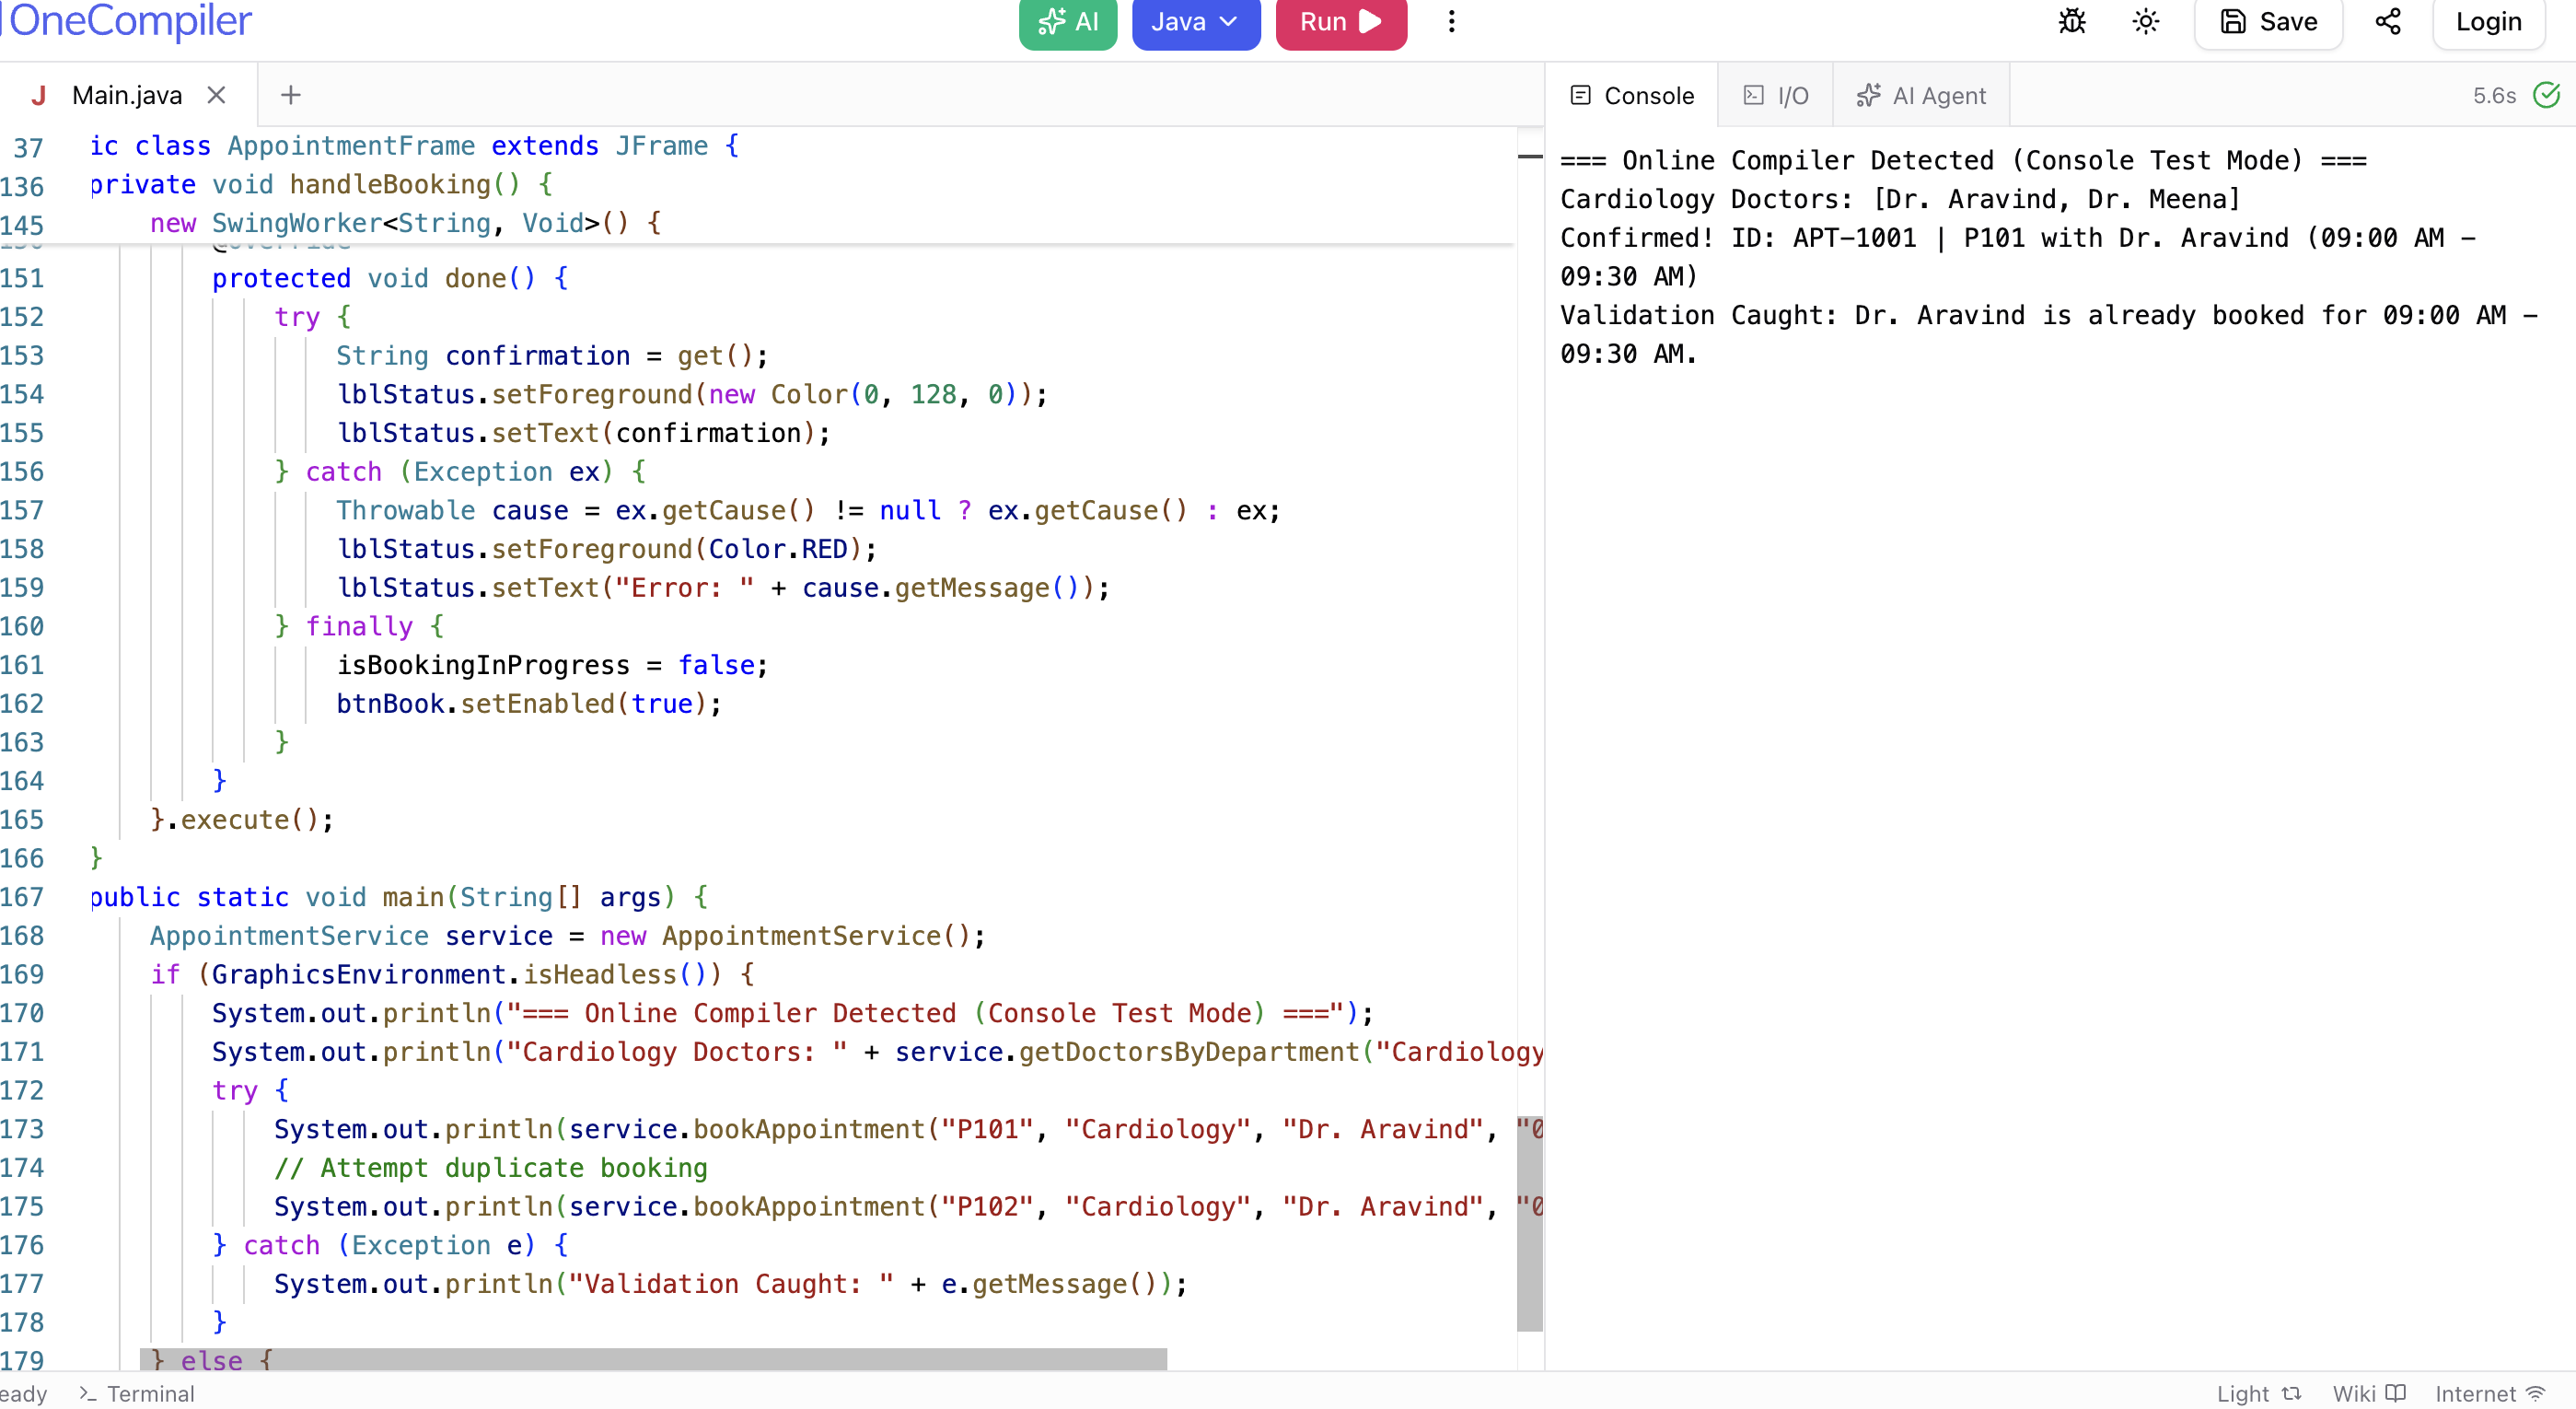 OneCompiler
AI
Java
Run
Save
Login
J Main.java
Console
I/O
AI Agent
5.6s
37 ic class AppointmentFrame extends JFrame {
136 private void handleBooking() {
145 new SwingWorker<String, Void>() {
151 protected void done() {
152 try {
153 String confirmation = get();
154 lblStatus.setForeground(new Color(0, 128, 0));
155 lblStatus.setText(confirmation);
156 } catch (Exception ex) {
157 Throwable cause = ex.getCause() != null ? ex.getCause() : ex;
158 lblStatus.setForeground(Color.RED);
159 lblStatus.setText("Error: " + cause.getMessage());
160 } finally {
161 isBookingInProgress = false;
162 btnBook.setEnabled(true);
163 }
164 }
165 }.execute();
166 }
167 public static void main(String[] args) {
168 AppointmentService service = new AppointmentService();
169 if (GraphicsEnvironment.isHeadless()) {
170 System.out.println("=== Online Compiler Detected (Console Test Mode) ===");
171 System.out.println("Cardiology Doctors: " + service.getDoctorsByDepartment("Cardiology
172 try {
173 System.out.println(service.bookAppointment("P101", "Cardiology", "Dr. Aravind", "0
174 // Attempt duplicate booking
175 System.out.println(service.bookAppointment("P102", "Cardiology", "Dr. Aravind", "0
176 } catch (Exception e) {
177 System.out.println("Validation Caught: " + e.getMessage());
178 }
179 } else {
=== Online Compiler Detected (Console Test Mode) ===
Cardiology Doctors: [Dr. Aravind, Dr. Meena]
Confirmed! ID: APT-1001 | P101 with Dr. Aravind (09:00 AM -
09:30 AM)
Validation Caught: Dr. Aravind is already booked for 09:00 AM -
09:30 AM.
eady
Terminal
Light
Wiki
Internet